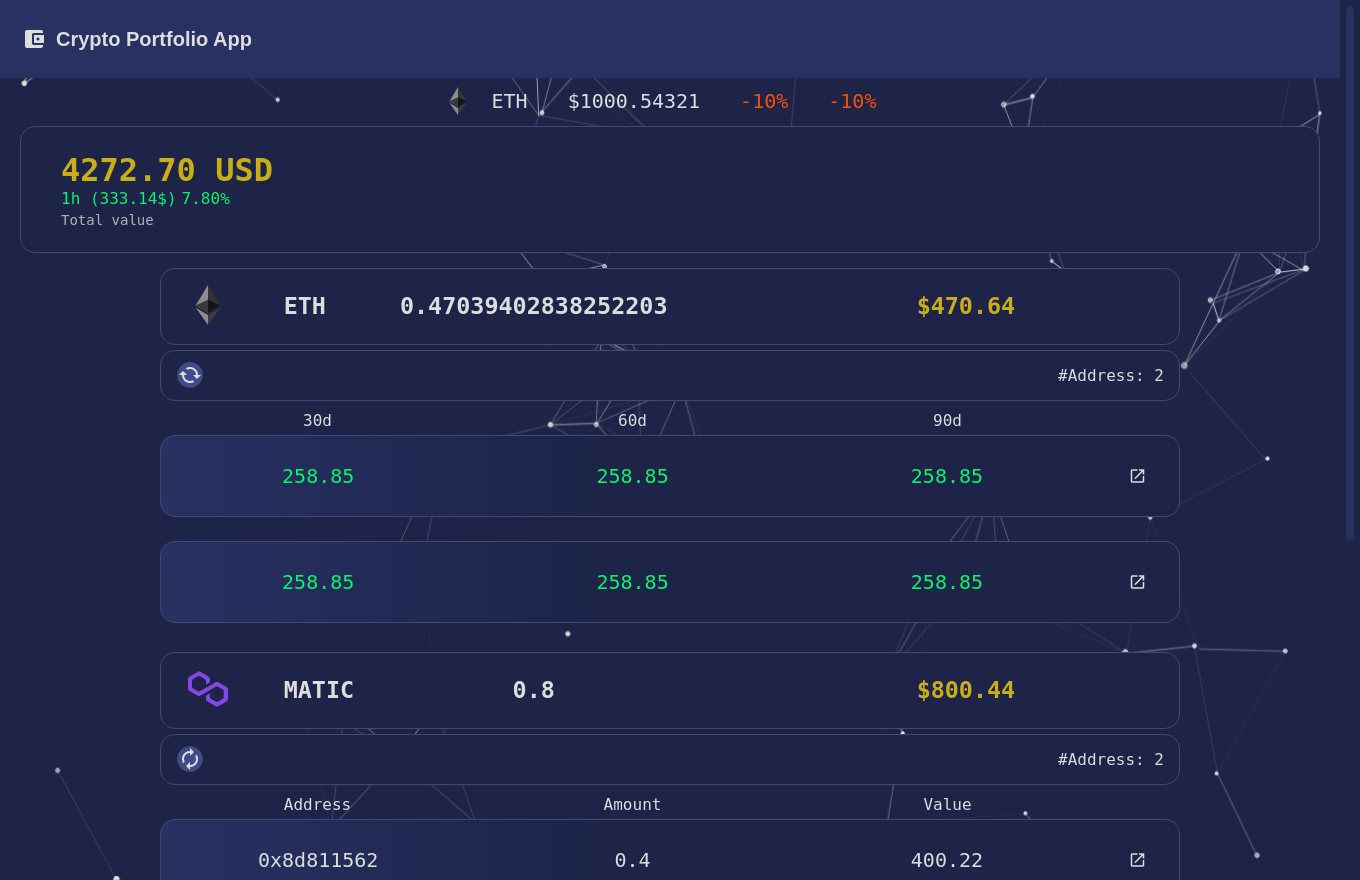 Crypto Portfolio App
ETH $1000.54321 -10% -10%
4272.70 USD
1h (333.14$) 7.80%
Total value
ETH 0.47039402838252203 $470.64
#Address: 2
30d 60d 90d
258.85 258.85 258.85
258.85 258.85 258.85
MATIC 0.8 $800.44
#Address: 2
Address Amount Value
0x8d811562 0.4 400.22